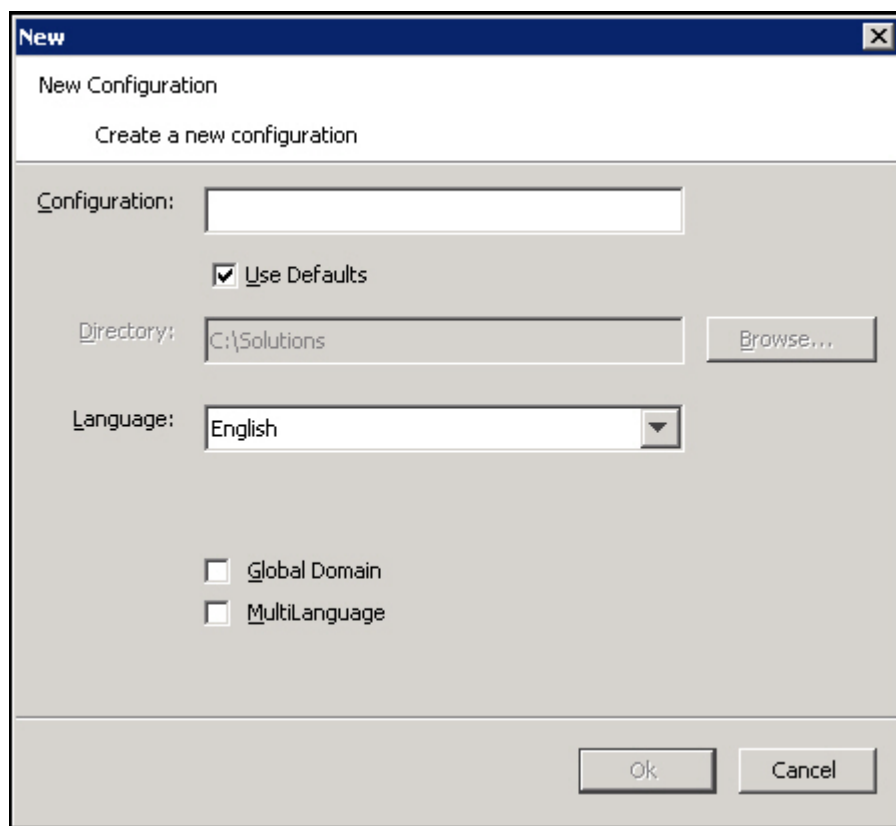 New
New Configuration
Create a new configuration
Configuration:
Use Defaults
Directory: C:\Solutions Browse...
Language: English
Global Domain
MultiLanguage
Ok Cancel